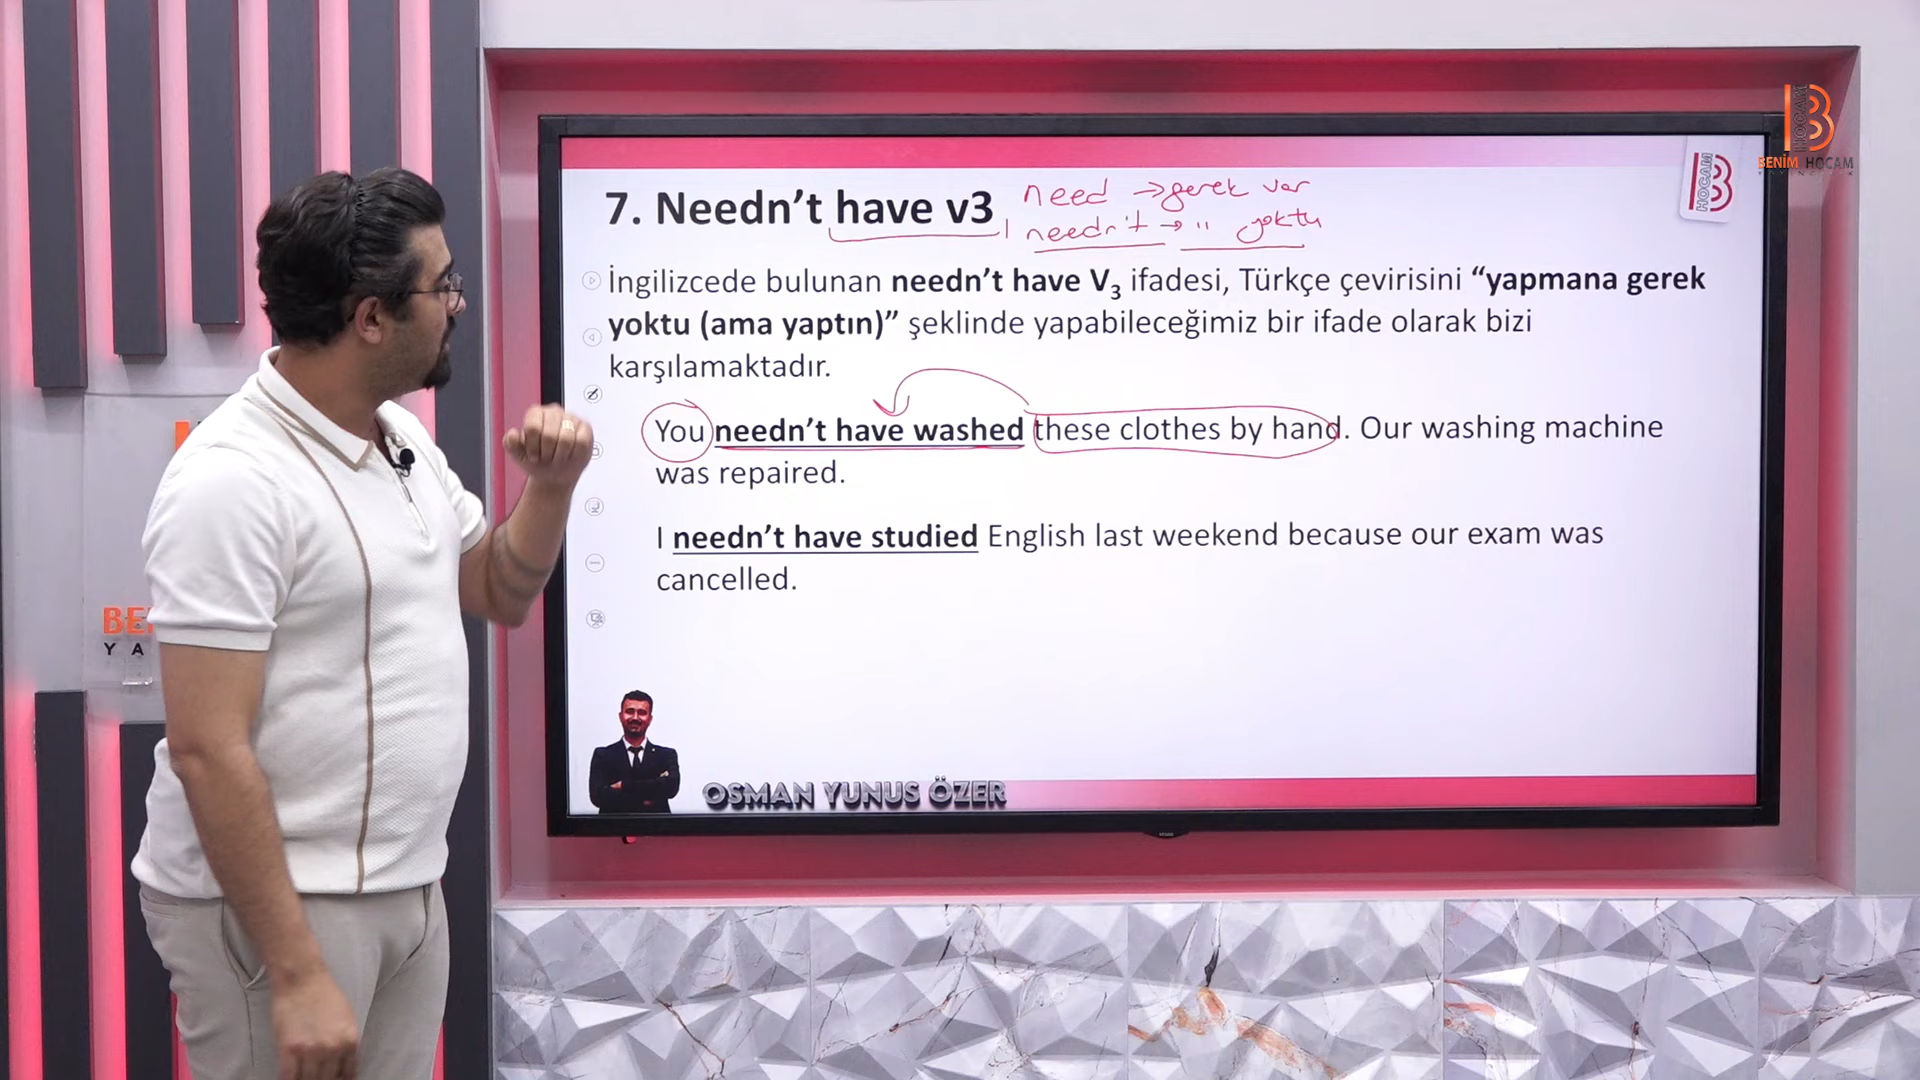 7. Needn't have v3
need → gerek var
needn't → " yoktu
İngilizcede bulunan needn't have V3 ifadesi, Türkçe çevirisini “yapmana gerek
yoktu (ama yaptın)” şeklinde yapabileceğimiz bir ifade olarak bizi
karşılamaktadır.
You needn't have washed these clothes by hand. Our washing machine
was repaired.
I needn't have studied English last weekend because our exam was
cancelled.
OSMAN YUNUS ÖZER
B HOCAM
BENİM HOCAM
YAYINCILIK
HOCAM
BE
Y A